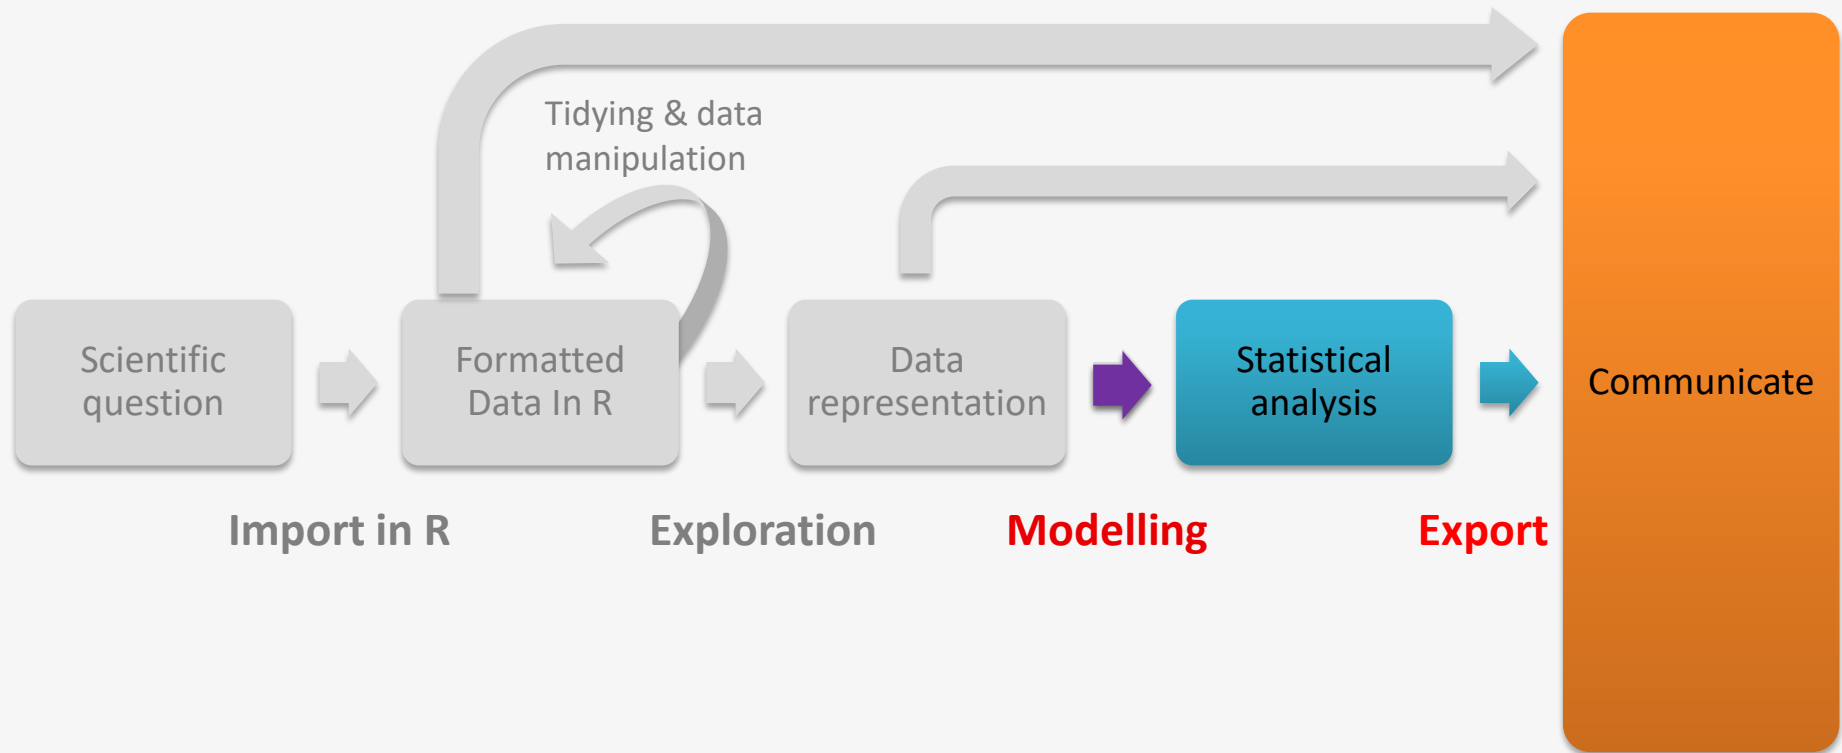 Tidying & data
manipulation
Scientific
question
Formatted
Data In R
Data
representation
Statistical
analysis
Communicate
Import in R
Exploration
Modelling
Export